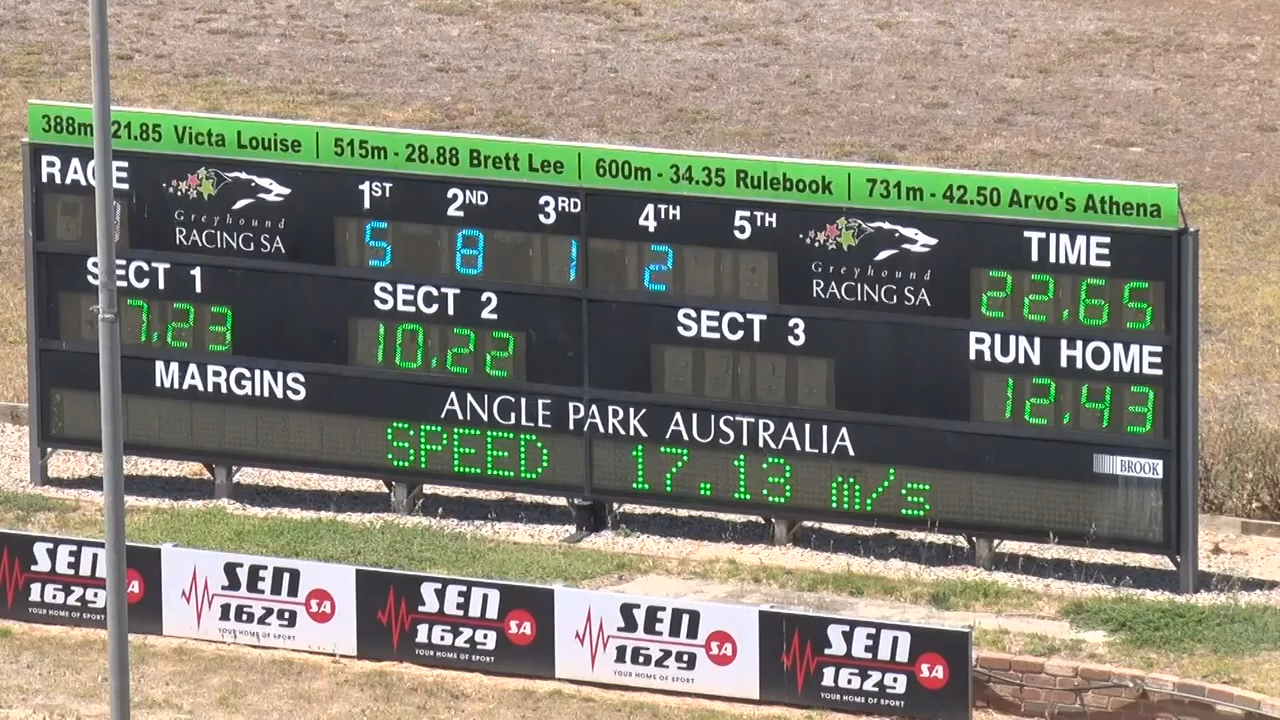 388m 21.85 Victa Louise | 515m - 28.88 Brett Lee | 600m - 34.35 Rulebook | 731m - 42.50 Arvo's Athena
RACE
Greyhound
RACING SA
1ST 2ND 3RD 4TH 5TH
5 8 1 2
Greyhound
RACING SA
TIME
22.65
SECT 1
7.23
SECT 2
10.22
SECT 3
RUN HOME
12.43
MARGINS
ANGLE PARK AUSTRALIA
SPEED 17.13 m/s
BROOK
SEN
1629 SA
YOUR HOME OF SPORT
SEN
1629 SA
YOUR HOME OF SPORT
SEN
1629 SA
YOUR HOME OF SPORT
SEN
1629 SA
YOUR HOME OF SPORT
SEN
1629 SA
YOUR HOME OF SPORT